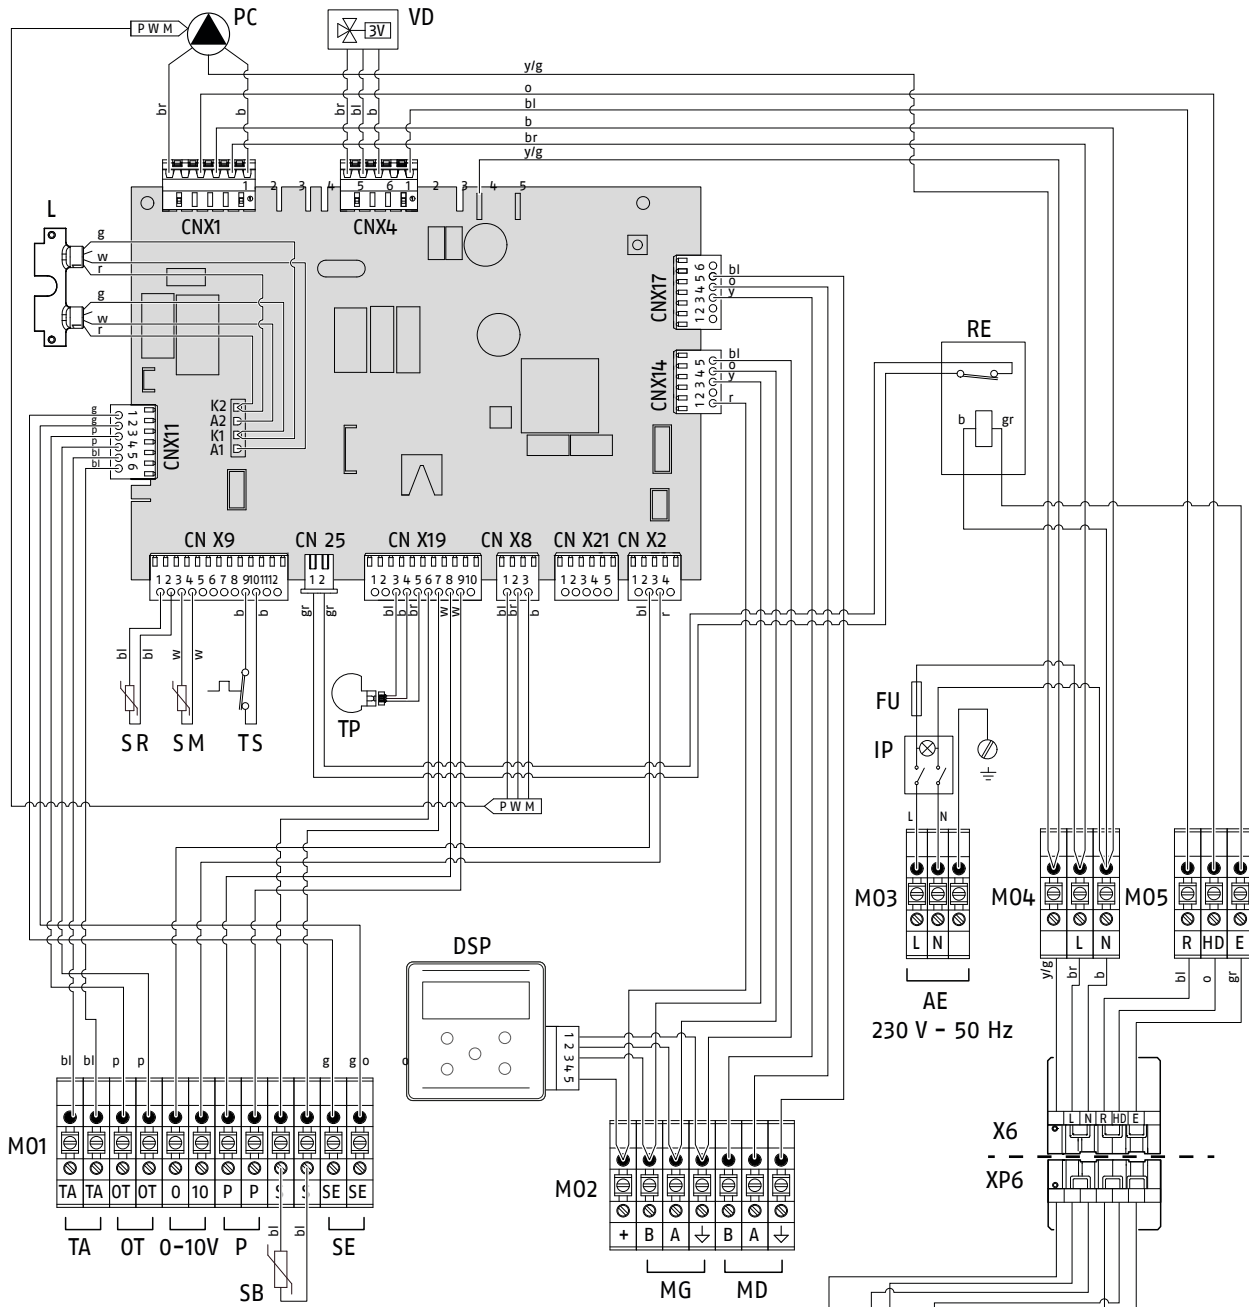 PWM
PC
VD
3V
y/g
o
bl
b
br
y/g
br
b
br
bl
b
1
2
3
4
5
6
1
2
3
4
5
CNX1
CNX4
L
g
w
r
g
w
r
CNX17
1 2 3 4 5 6
bl
o
y
CNX14
1 2 3 4 5
bl
o
y
r
RE
b
gr
K2
A2
K1
A1
g
g
p
p
bl
bl
1 2 3 4 5 6
CNX11
CN X9
CN 25
CN X19
CN X8
CN X21
CN X2
1 2 3 4 5 6 7 8 9 10 11 12
1 2
1 2 3 4 5 6 7 8 9 10
1 2 3
1 2 3 4 5
1 2 3 4
bl
bl
w
w
b
b
gr
gr
bl
b
br
w
w
bl
br
b
bl
r
SR
SM
TS
TP
FU
IP
PWM
L
N
M03
M04
M05
L
N
L
N
R
HD
E
AE
230 V - 50 Hz
y/g
br
b
bl
o
gr
DSP
1 2 3 4 5
bl
bl
p
p
g
g
o
o
M01
TA
TA
OT
OT
0
10
P
P
S
S
SE
SE
TA
OT
0-10V
P
SE
bl
bl
SB
M02
+
B
A
B
A
MG
MD
L N R HD E
X6
XP6